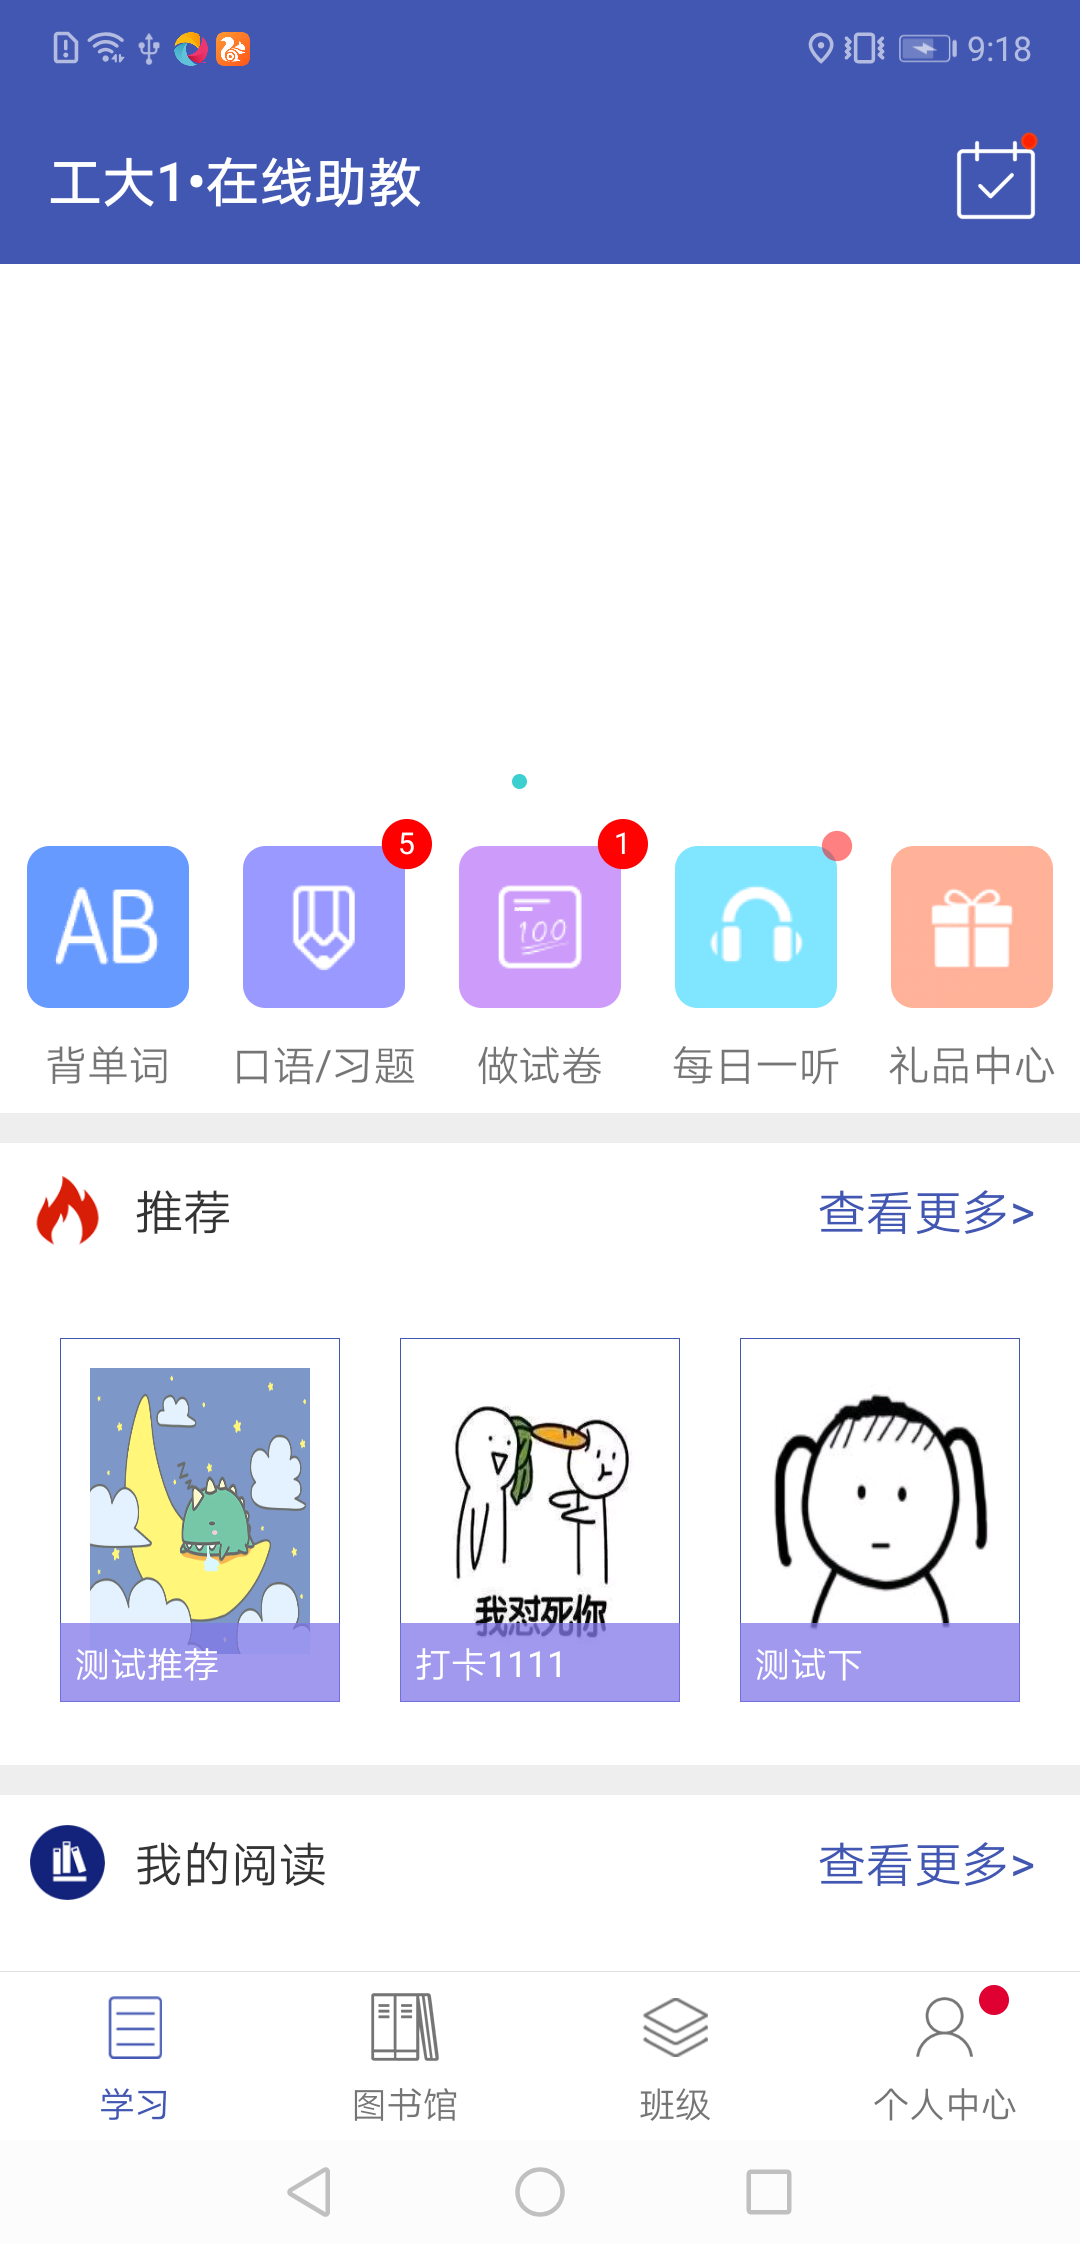 9:18
工大1•在线助教
5
1
AB
100
背单词
口语/习题
做试卷
每日一听
礼品中心
推荐
查看更多>
我怼死你
测试推荐
打卡1111
测试下
我的阅读
查看更多>
学习
图书馆
班级
个人中心